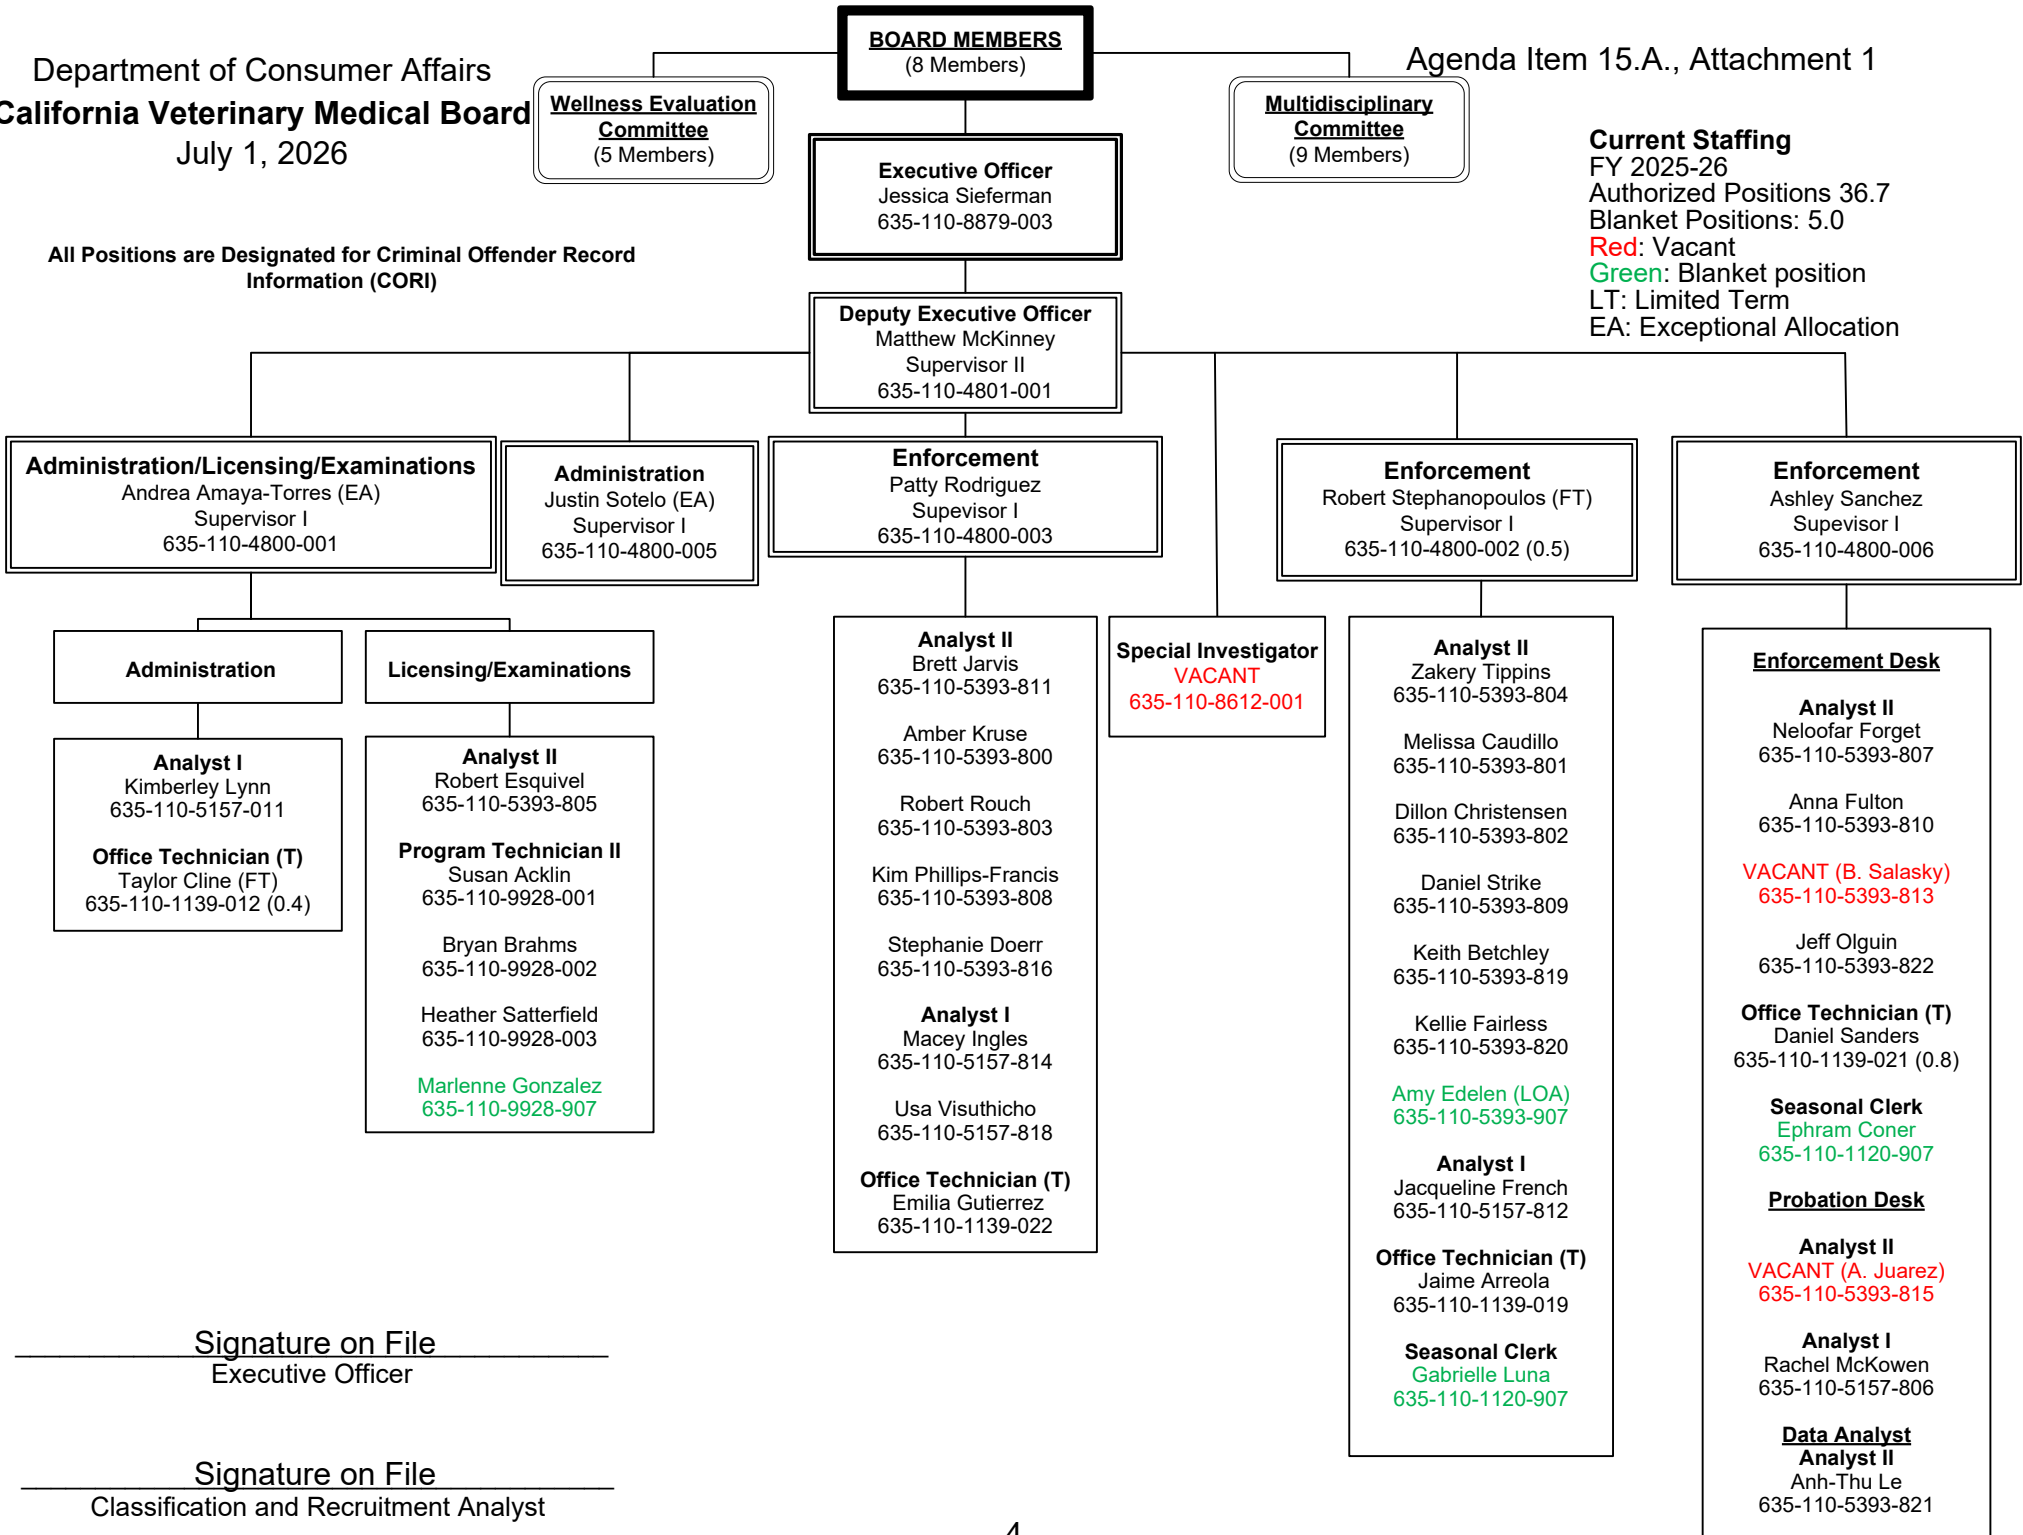 Department of Consumer Affairs
California Veterinary Medical Board
July 1, 2026
All Positions are Designated for Criminal Offender Record
Information (CORI)
BOARD MEMBERS
(8 Members)
Wellness Evaluation
Committee
(5 Members)
Multidisciplinary
Committee
(9 Members)
Agenda Item 15.A., Attachment 1
Current Staffing
FY 2025-26
Authorized Positions 36.7
Blanket Positions: 5.0
Red: Vacant
Green: Blanket position
LT: Limited Term
EA: Exceptional Allocation
Executive Officer
Jessica Sieferman
635-110-8879-003
Deputy Executive Officer
Matthew McKinney
Supervisor II
635-110-4801-001
Administration/Licensing/Examinations
Andrea Amaya-Torres (EA)
Supervisor I
635-110-4800-001
Administration
Justin Sotelo (EA)
Supervisor I
635-110-4800-005
Enforcement
Patty Rodriguez
Supevisor I
635-110-4800-003
Enforcement
Robert Stephanopoulos (FT)
Supervisor I
635-110-4800-002 (0.5)
Enforcement
Ashley Sanchez
Supevisor I
635-110-4800-006
Administration
Analyst I
Kimberley Lynn
635-110-5157-011
Office Technician (T)
Taylor Cline (FT)
635-110-1139-012 (0.4)
Licensing/Examinations
Analyst II
Robert Esquivel
635-110-5393-805
Program Technician II
Susan Acklin
635-110-9928-001
Bryan Brahms
635-110-9928-002
Heather Satterfield
635-110-9928-003
Marlenne Gonzalez
635-110-9928-907
Analyst II
Brett Jarvis
635-110-5393-811
Amber Kruse
635-110-5393-800
Robert Rouch
635-110-5393-803
Kim Phillips-Francis
635-110-5393-808
Stephanie Doerr
635-110-5393-816
Analyst I
Macey Ingles
635-110-5157-814
Usa Visuthicho
635-110-5157-818
Office Technician (T)
Emilia Gutierrez
635-110-1139-022
Special Investigator
VACANT
635-110-8612-001
Analyst II
Zakery Tippins
635-110-5393-804
Melissa Caudillo
635-110-5393-801
Dillon Christensen
635-110-5393-802
Daniel Strike
635-110-5393-809
Keith Betchley
635-110-5393-819
Kellie Fairless
635-110-5393-820
Amy Edelen (LOA)
635-110-5393-907
Analyst I
Jacqueline French
635-110-5157-812
Office Technician (T)
Jaime Arreola
635-110-1139-019
Seasonal Clerk
Gabrielle Luna
635-110-1120-907
Enforcement Desk
Analyst II
Neloofar Forget
635-110-5393-807
Anna Fulton
635-110-5393-810
VACANT (B. Salasky)
635-110-5393-813
Jeff Olguin
635-110-5393-822
Office Technician (T)
Daniel Sanders
635-110-1139-021 (0.8)
Seasonal Clerk
Ephram Coner
635-110-1120-907
Probation Desk
Analyst II
VACANT (A. Juarez)
635-110-5393-815
Analyst I
Rachel McKowen
635-110-5157-806
Data Analyst
Analyst II
Anh-Thu Le
635-110-5393-821
Signature on File
Executive Officer
Signature on File
Classification and Recruitment Analyst
4